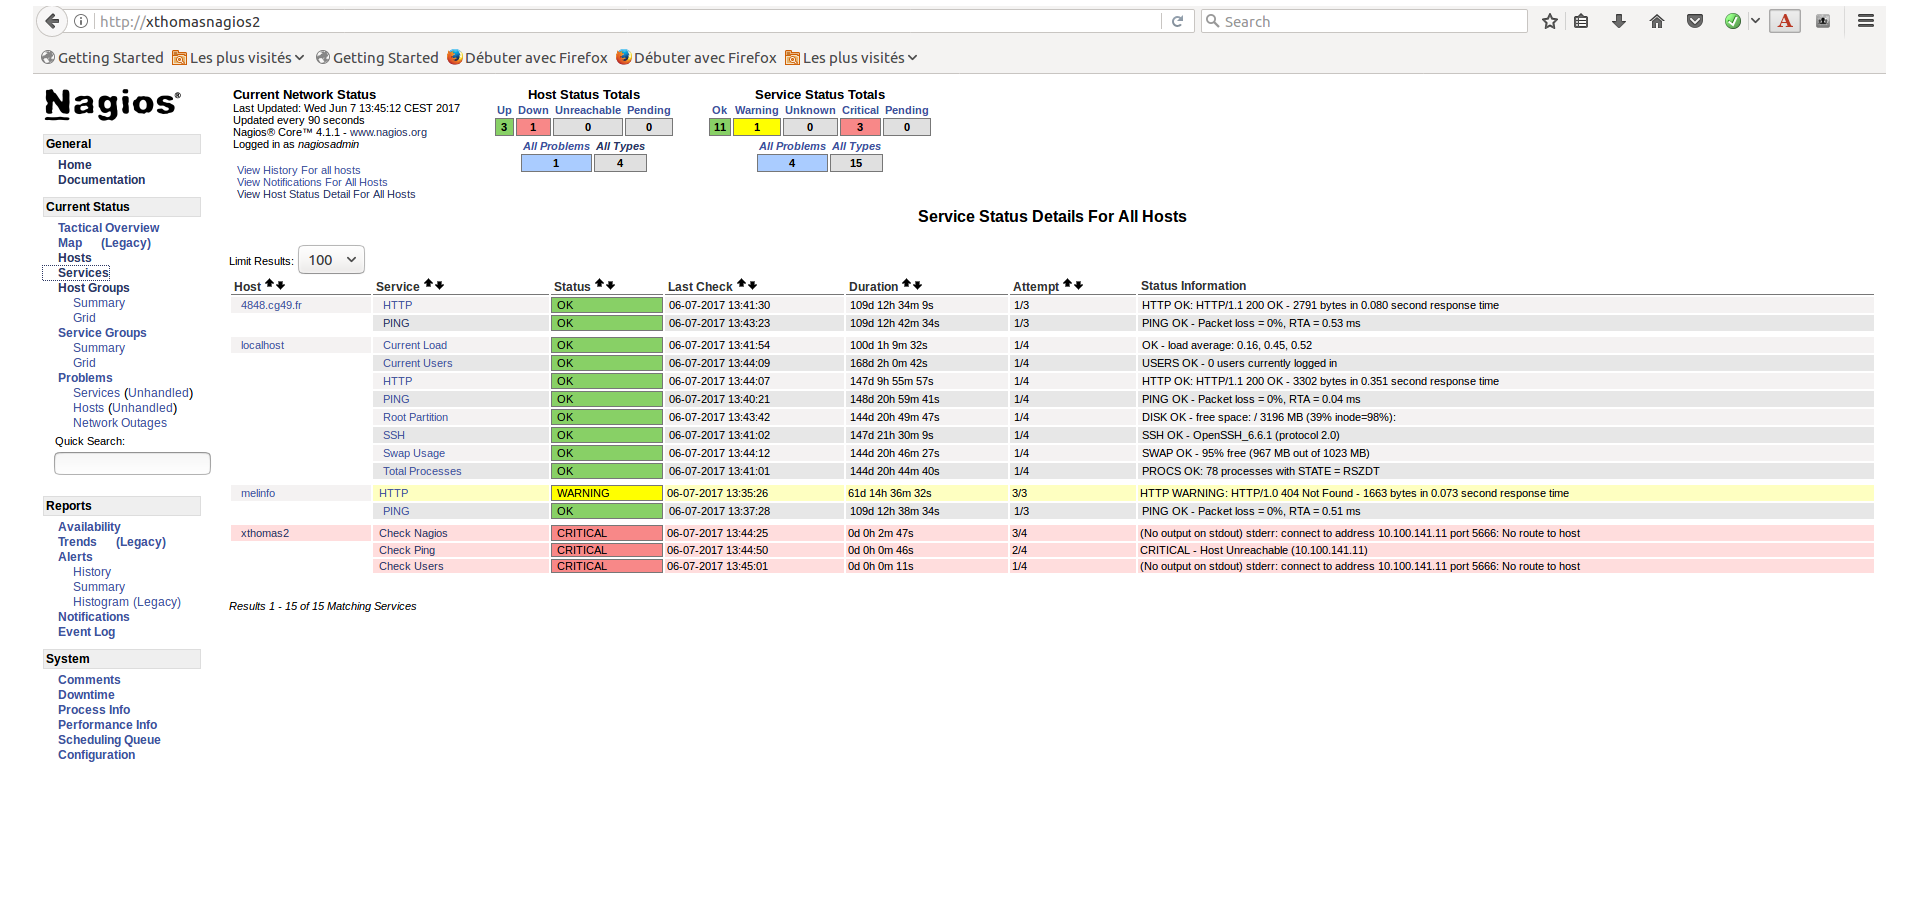 http://xthomasnagios2
Search
Getting Started Les plus visités Getting Started Débuter avec Firefox Débuter avec Firefox Les plus visités
Nagios®
General
Home
Documentation
Current Status
Tactical Overview
Map (Legacy)
Hosts
Services
Host Groups
Summary
Grid
Service Groups
Summary
Grid
Problems
Services (Unhandled)
Hosts (Unhandled)
Network Outages
Quick Search:
Reports
Availability
Trends (Legacy)
Alerts
History
Summary
Histogram (Legacy)
Notifications
Event Log
System
Comments
Downtime
Process Info
Performance Info
Scheduling Queue
Configuration
Current Network Status
Last Updated: Wed Jun 7 13:45:12 CEST 2017
Updated every 90 seconds
Nagios® Core™ 4.1.1 - www.nagios.org
Logged in as nagiosadmin
View History For all hosts
View Notifications For All Hosts
View Host Status Detail For All Hosts
Host Status Totals
Up Down Unreachable Pending
3 1 0 0
All Problems All Types
1 4
Service Status Totals
Ok Warning Unknown Critical Pending
11 1 0 3 0
All Problems All Types
4 15
Service Status Details For All Hosts
Limit Results: 100
Host Service Status Last Check Duration Attempt Status Information
4848.cg49.fr HTTP OK 06-07-2017 13:41:30 109d 12h 34m 9s 1/3 HTTP OK: HTTP/1.1 200 OK - 2791 bytes in 0.080 second response time
PING OK 06-07-2017 13:43:23 109d 12h 42m 34s 1/3 PING OK - Packet loss = 0%, RTA = 0.53 ms
localhost Current Load OK 06-07-2017 13:41:54 100d 1h 9m 32s 1/4 OK - load average: 0.16, 0.45, 0.52
Current Users OK 06-07-2017 13:44:09 168d 2h 0m 42s 1/4 USERS OK - 0 users currently logged in
HTTP OK 06-07-2017 13:44:07 147d 9h 55m 57s 1/4 HTTP OK: HTTP/1.1 200 OK - 3302 bytes in 0.351 second response time
PING OK 06-07-2017 13:40:21 148d 20h 59m 41s 1/4 PING OK - Packet loss = 0%, RTA = 0.04 ms
Root Partition OK 06-07-2017 13:43:42 144d 20h 49m 47s 1/4 DISK OK - free space: / 3196 MB (39% inode=98%):
SSH OK 06-07-2017 13:41:02 147d 21h 30m 9s 1/4 SSH OK - OpenSSH_6.6.1 (protocol 2.0)
Swap Usage OK 06-07-2017 13:44:12 144d 20h 46m 27s 1/4 SWAP OK - 95% free (967 MB out of 1023 MB)
Total Processes OK 06-07-2017 13:41:01 144d 20h 44m 40s 1/4 PROCS OK: 78 processes with STATE = RSZDT
melinfo HTTP WARNING 06-07-2017 13:35:26 61d 14h 36m 32s 3/3 HTTP WARNING: HTTP/1.0 404 Not Found - 1663 bytes in 0.073 second response time
PING OK 06-07-2017 13:37:28 109d 12h 38m 34s 1/3 PING OK - Packet loss = 0%, RTA = 0.51 ms
xthomas2 Check Nagios CRITICAL 06-07-2017 13:44:25 0d 0h 2m 47s 3/4 (No output on stdout) stderr: connect to address 10.100.141.11 port 5666: No route to host
Check Ping CRITICAL 06-07-2017 13:44:50 0d 0h 0m 46s 2/4 CRITICAL - Host Unreachable (10.100.141.11)
Check Users CRITICAL 06-07-2017 13:45:01 0d 0h 0m 11s 1/4 (No output on stdout) stderr: connect to address 10.100.141.11 port 5666: No route to host
Results 1 - 15 of 15 Matching Services